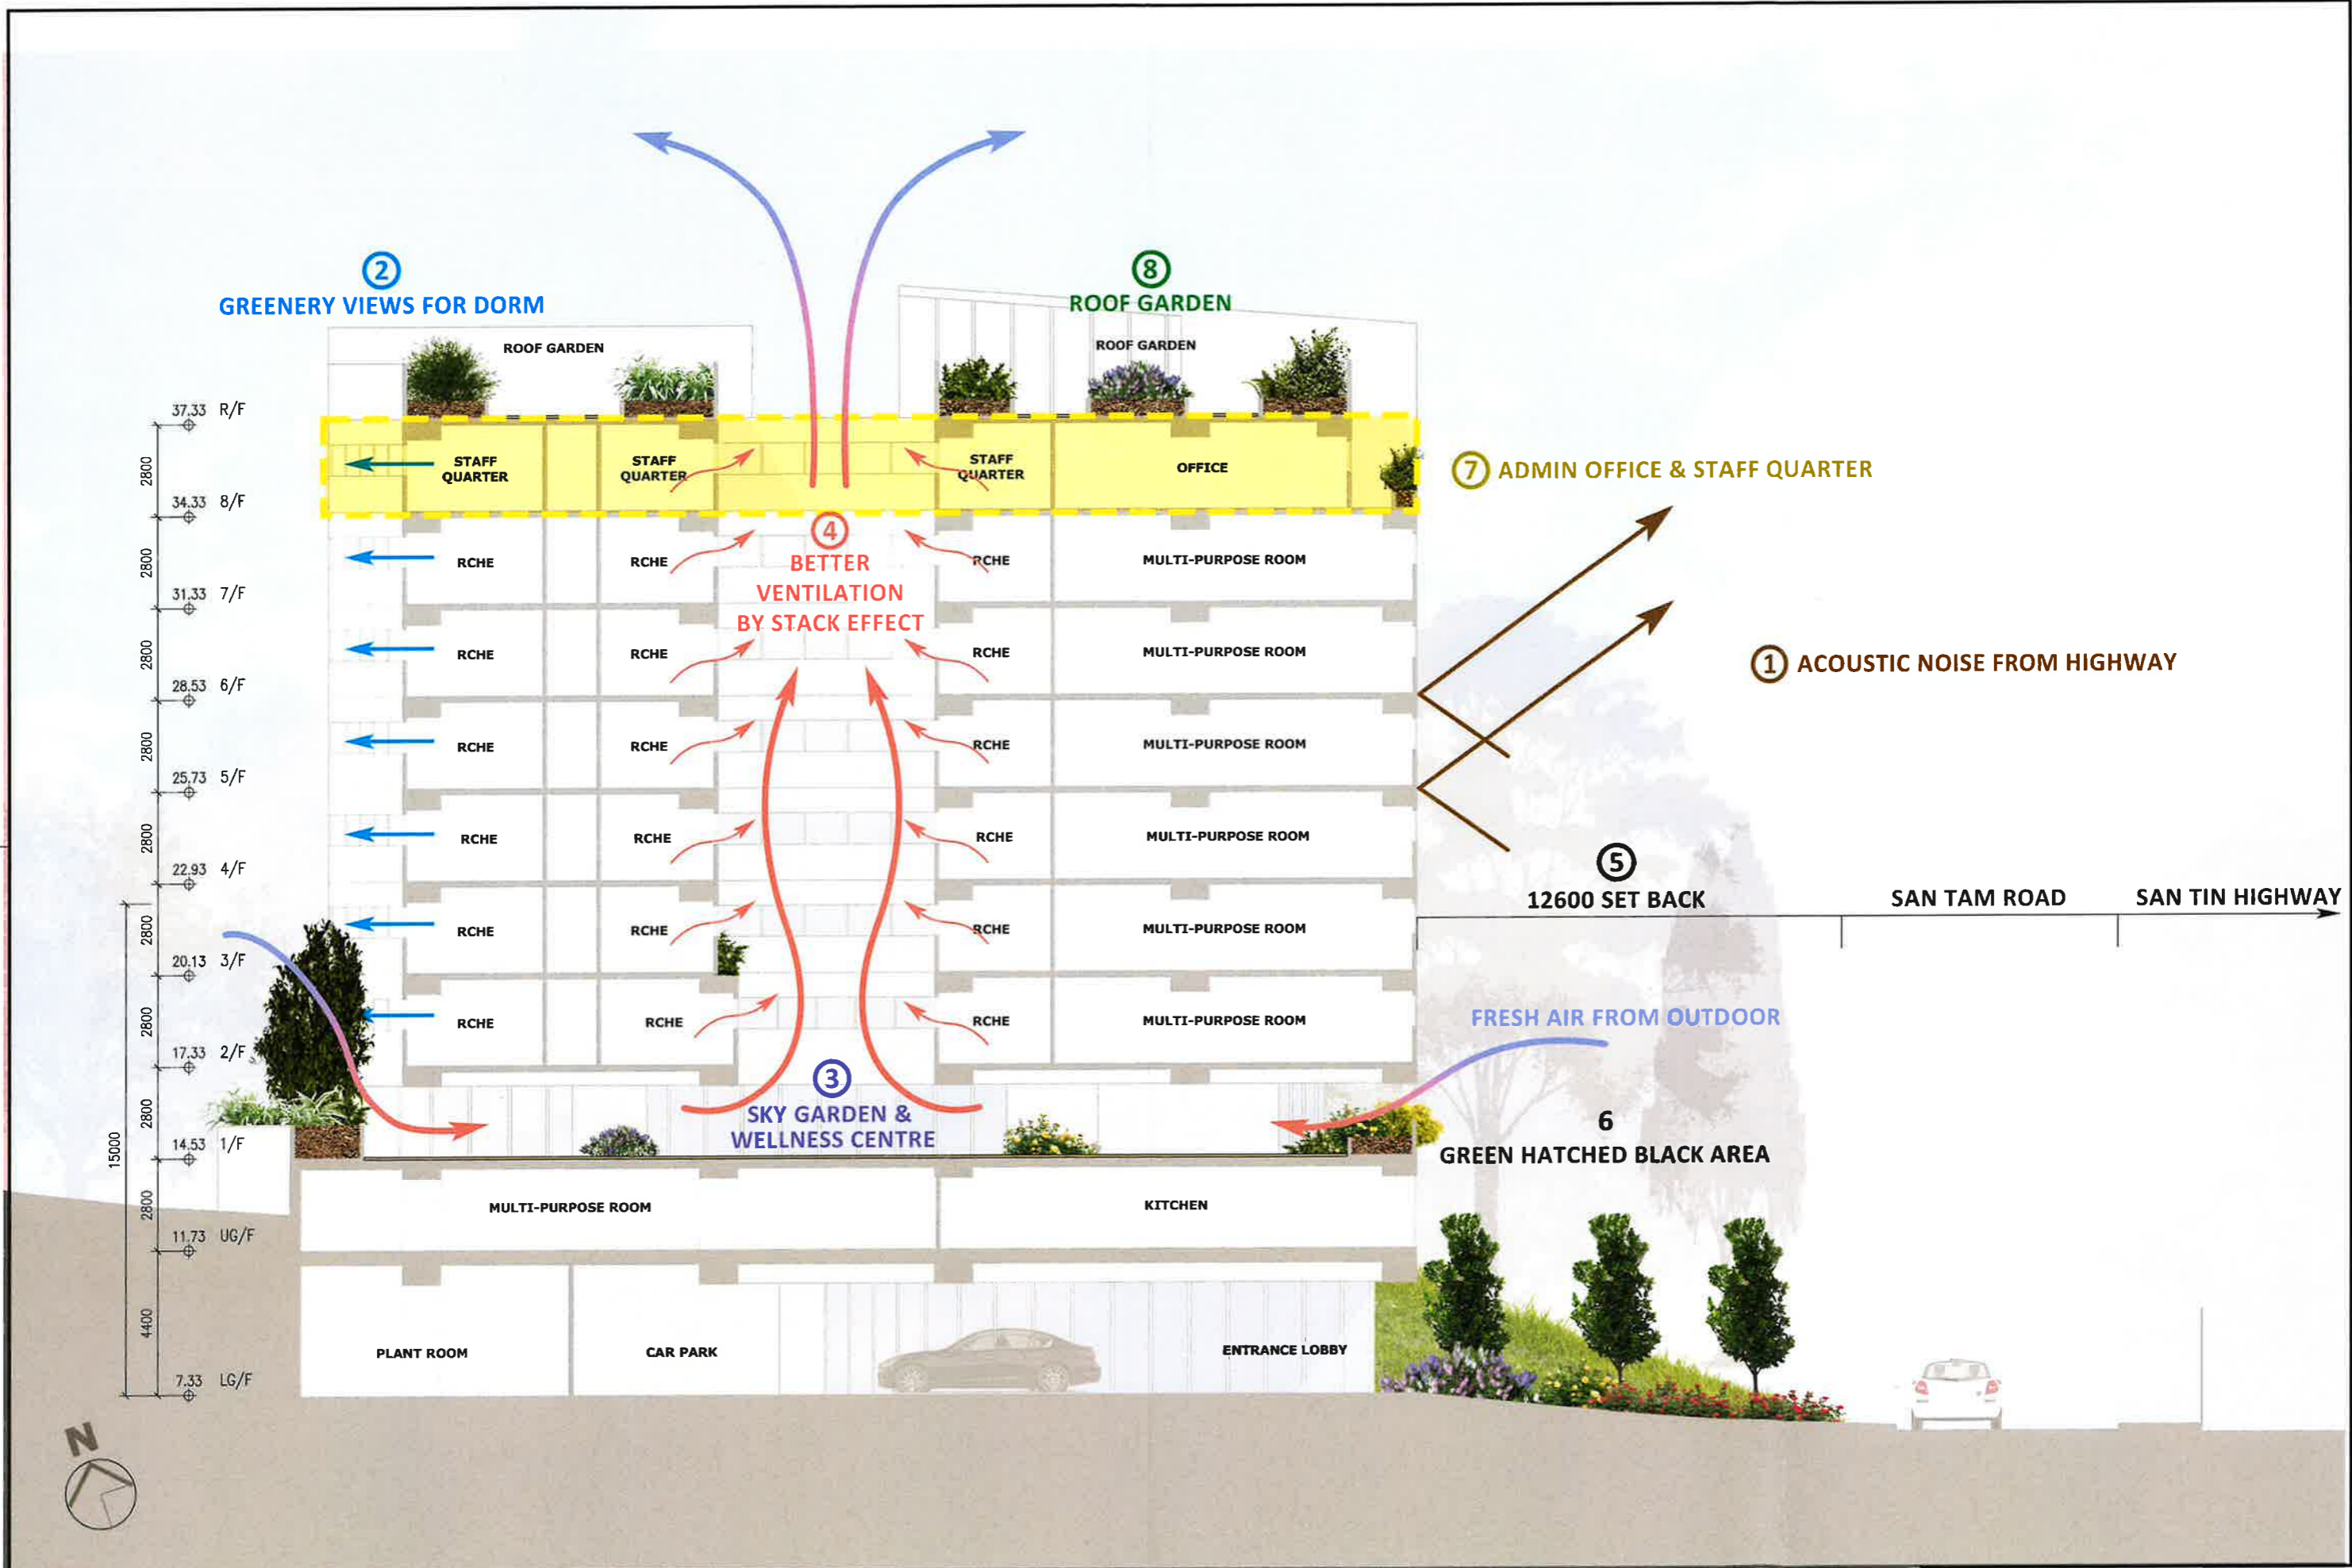 2
GREENERY VIEWS FOR DORM
8
ROOF GARDEN
ROOF GARDEN
ROOF GARDEN
37.33 R/F
2800
STAFF
QUARTER
STAFF
QUARTER
STAFF
QUARTER
OFFICE
7 ADMIN OFFICE & STAFF QUARTER
34.33 8/F
4
BETTER
VENTILATION
BY STACK EFFECT
2800
RCHE
RCHE
RCHE
MULTI-PURPOSE ROOM
31.33 7/F
2800
RCHE
RCHE
RCHE
MULTI-PURPOSE ROOM
1 ACOUSTIC NOISE FROM HIGHWAY
28.53 6/F
2800
RCHE
RCHE
RCHE
MULTI-PURPOSE ROOM
25.73 5/F
2800
RCHE
RCHE
RCHE
MULTI-PURPOSE ROOM
22.93 4/F
5
12600 SET BACK
SAN TAM ROAD
SAN TIN HIGHWAY
2800
RCHE
RCHE
RCHE
MULTI-PURPOSE ROOM
20.13 3/F
2800
RCHE
RCHE
RCHE
MULTI-PURPOSE ROOM
FRESH AIR FROM OUTDOOR
17.33 2/F
2800
3
SKY GARDEN &
WELLNESS CENTRE
6
GREEN HATCHED BLACK AREA
14.53 1/F
15000
2800
MULTI-PURPOSE ROOM
KITCHEN
11.73 UG/F
4400
PLANT ROOM
CAR PARK
ENTRANCE LOBBY
7.33 LG/F
N